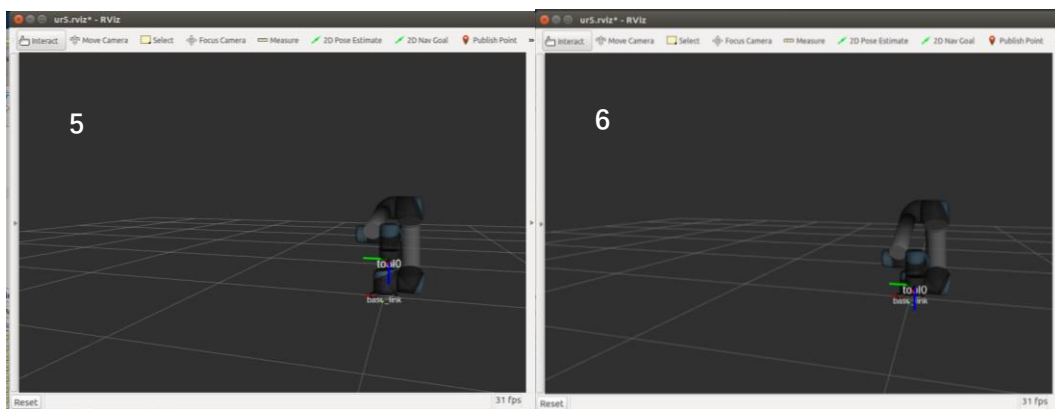 ur5.rviz* - RViz
Interact Move Camera Select Focus Camera Measure 2D Pose Estimate 2D Nav Goal Publish Point
5
tool0
base_link
Reset
31 fps
ur5.rviz* - RViz
Interact Move Camera Select Focus Camera Measure 2D Pose Estimate 2D Nav Goal Publish Point
6
tool0
base_link
Reset
31 fps